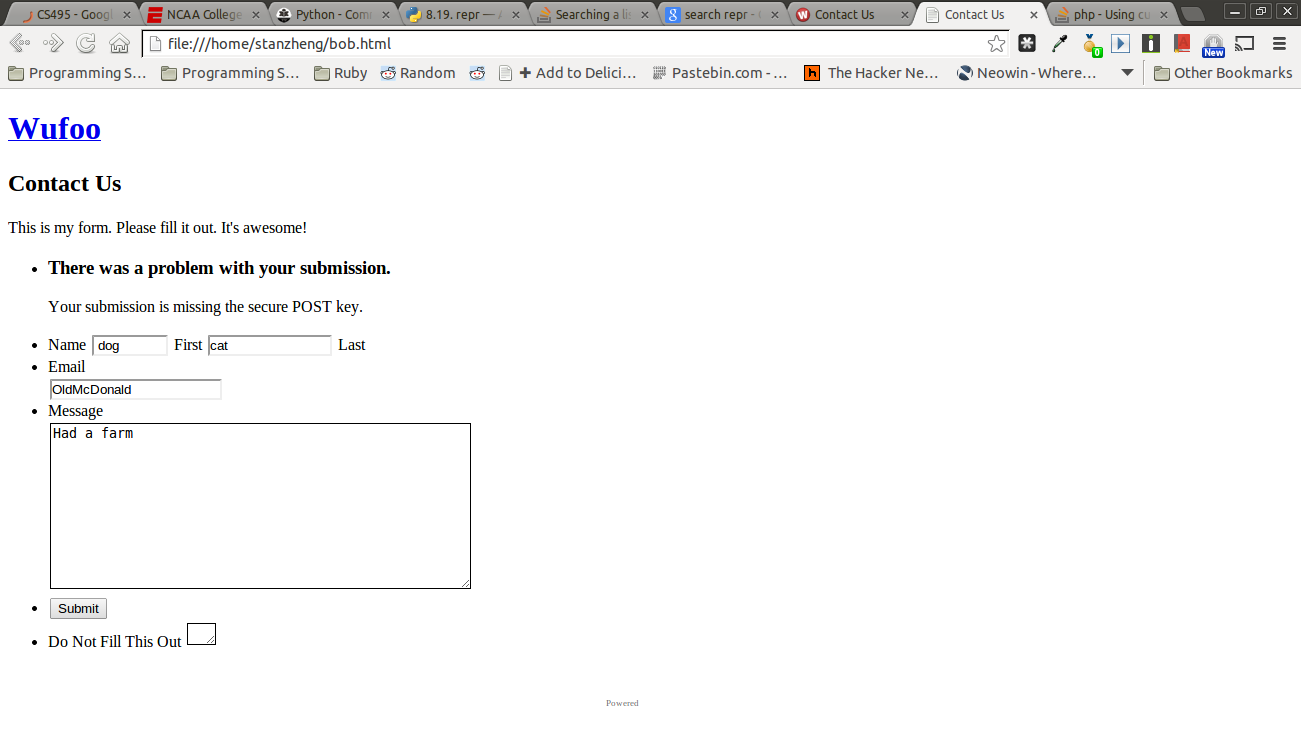 CS495 - Googl
NCAA College
Python - Com
8.19. repr — A
Searching a lis
search repr - G
Contact Us
Contact Us
php - Using cu
file:///home/stanzheng/bob.html
0
New
Programming S...
Programming S...
Ruby
Random
Add to Delici...
Pastebin.com - ...
The Hacker Ne...
Neowin - Where...
Other Bookmarks
Wufoo
Contact Us
This is my form. Please fill it out. It's awesome!
There was a problem with your submission.
Your submission is missing the secure POST key.
Name dog First cat Last
Email
OldMcDonald
Message
Had a farm
Submit
Do Not Fill This Out
Powered